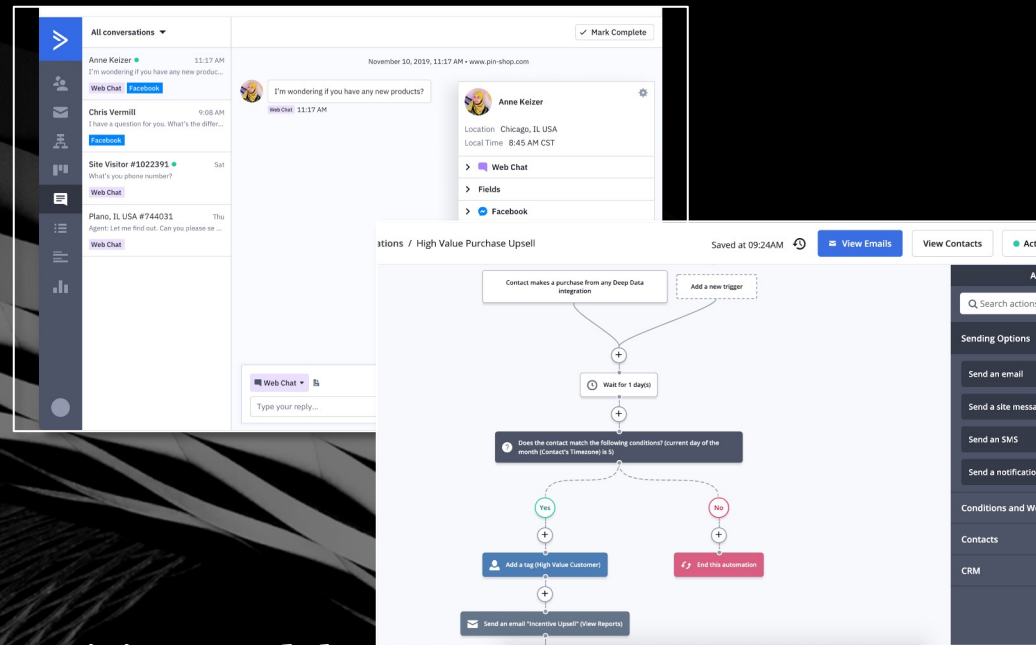 All conversations
Mark Complete
Anne Keizer
11:17 AM
I'm wondering if you have any new produc...
Web Chat Facebook
Chris Vermill
9:08 AM
I have a question for you. What's the differ...
Facebook
Site Visitor #1022391
Sat
What's you phone number?
Web Chat
Plano, IL USA #744031
Thu
Agent: Let me find out. Can you please se ...
Web Chat
November 10, 2019, 11:17 AM • www.pin-shop.com
I'm wondering if you have any new products?
Web Chat 11:17 AM
Anne Keizer
Location Chicago, IL USA
Local Time 8:45 AM CST
Web Chat
Fields
Facebook
Web Chat
Type your reply...
ations / High Value Purchase Upsell
Saved at 09:24AM
View Emails
View Contacts
Act
Contact makes a purchase from any Deep Data
integration
Add a new trigger
Wait for 1 day(s)
Does the contact match the following conditions? (current day of the
month (Contact's Timezone) is 5)
Yes
No
Add a tag (High Value Customer)
End this automation
Send an email "Incentive Upsell" (View Reports)
A
Search actions
Sending Options
Send an email
Send a site messa
Send an SMS
Send a notificatio
Conditions and Wo
Contacts
CRM